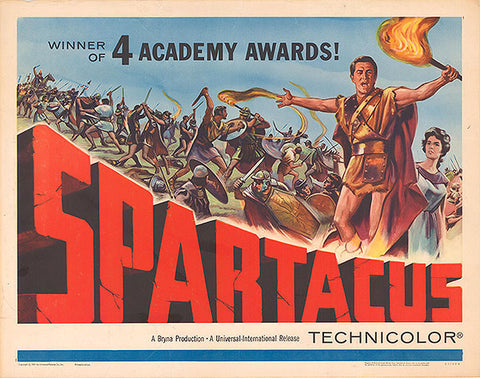 WINNER
OF 4 ACADEMY AWARDS!
SPARTACUS
A Bryna Production • A Universal-International Release TECHNICOLOR®